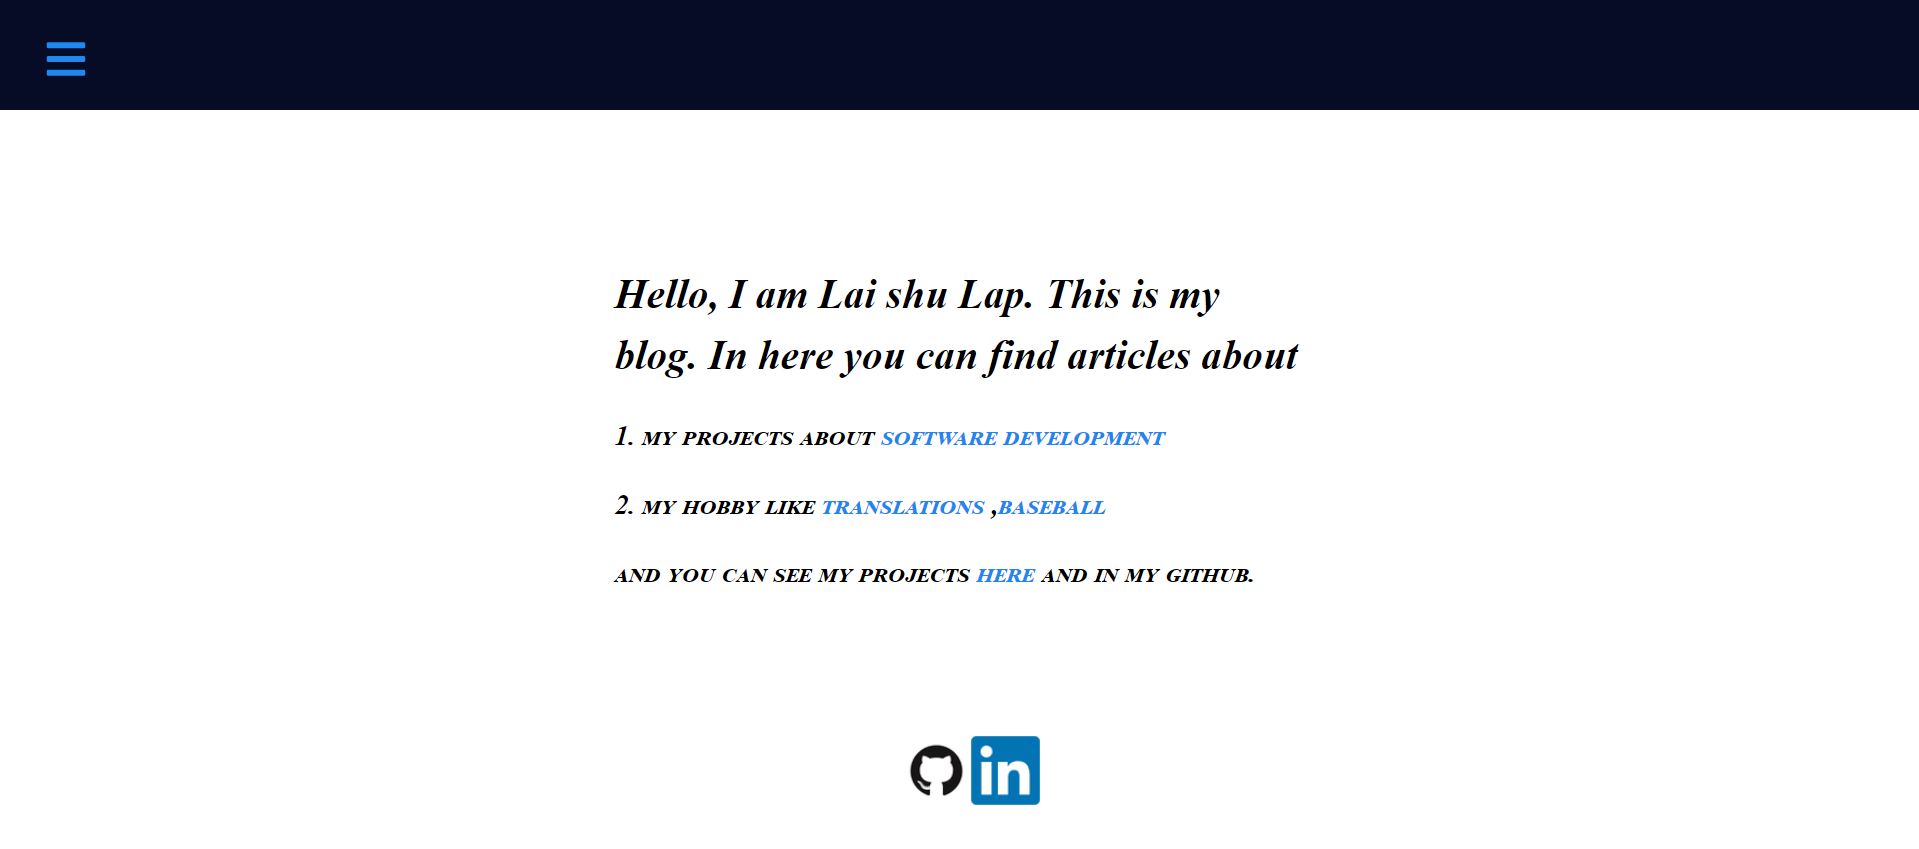 Hello, I am Lai shu Lap. This is my
blog. In here you can find articles about
1. MY PROJECTS ABOUT SOFTWARE DEVELOPMENT
2. MY HOBBY LIKE TRANSLATIONS ,BASEBALL
AND YOU CAN SEE MY PROJECTS HERE AND IN MY GITHUB.
in